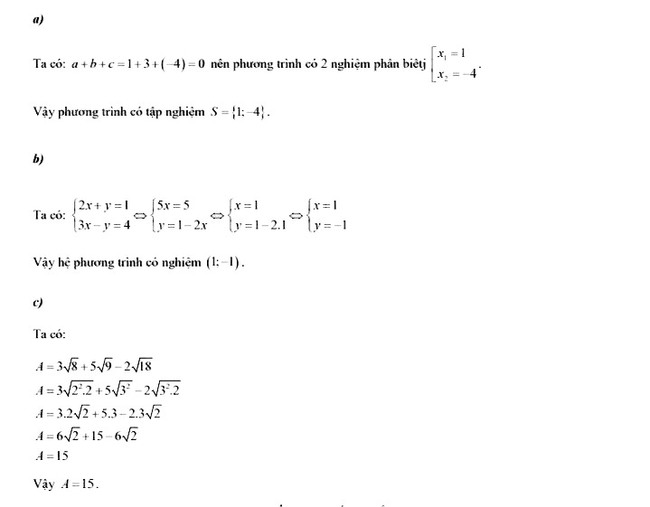 a)
Ta có: a + b + c = 1 + 3 + (−4) = 0 nên phương trình có 2 nghiệm phân biêtj [x₁ = 1
x₂ = −4.
Vậy phương trình có tập nghiệm S = {1; −4}.
b)
Ta có: {2x + y = 1 ⇔ {5x = 5 ⇔ {x = 1 ⇔ {x = 1
3x − y = 4 y = 1 − 2x y = 1 − 2.1 y = −1
Vậy hệ phương trình có nghiệm (1; −1).
c)
Ta có:
A = 3√8 + 5√9 − 2√18
A = 3√2².2 + 5√3² − 2√3².2
A = 3.2√2 + 5.3 − 2.3√2
A = 6√2 + 15 − 6√2
A = 15
Vậy A = 15.